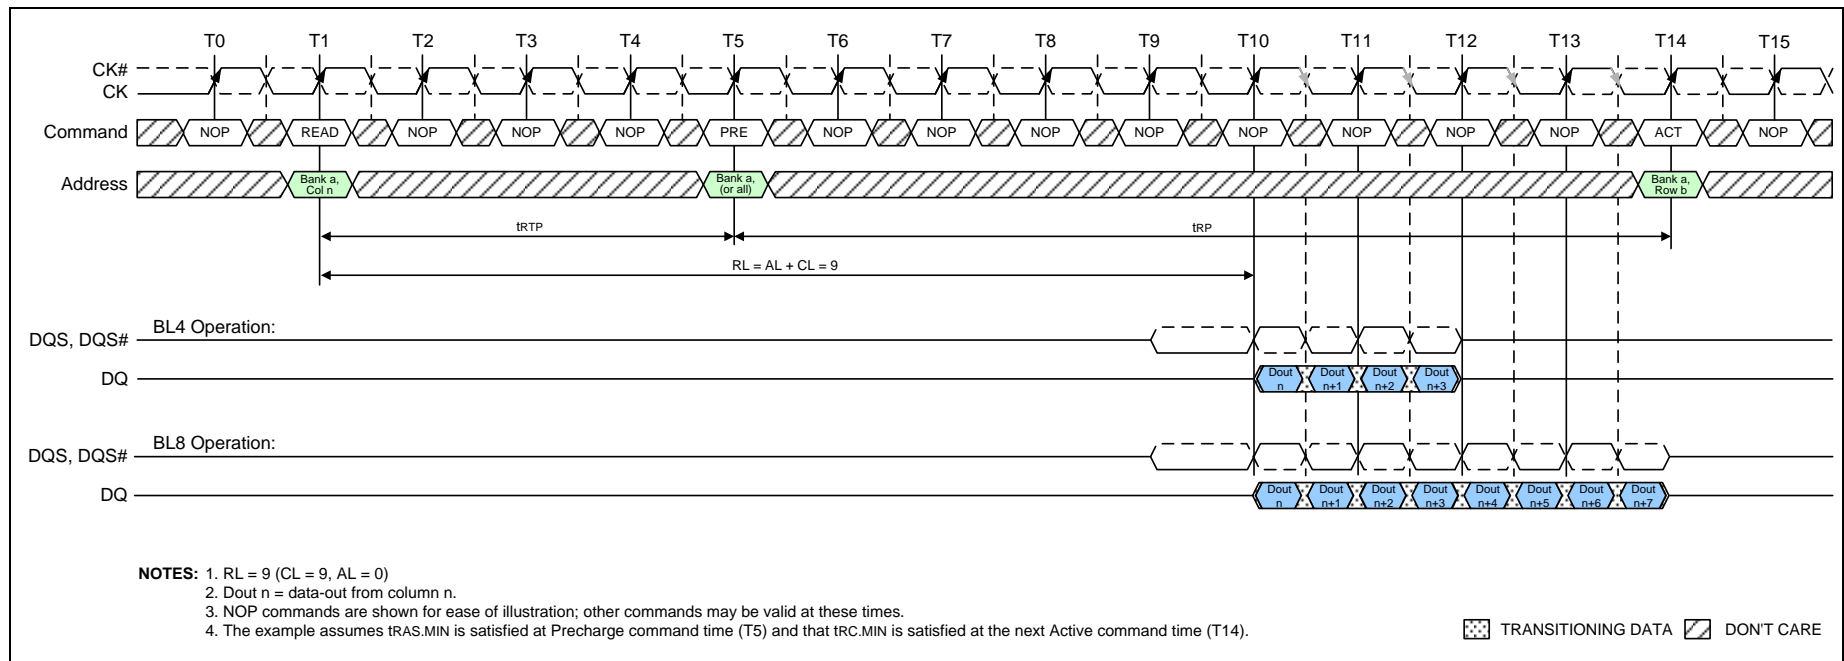 T0 T1 T2 T3 T4 T5 T6 T7 T8 T9 T10 T11 T12 T13 T14 T15
CK#
CK
Command NOP READ NOP NOP NOP PRE NOP NOP NOP NOP NOP NOP NOP NOP ACT NOP
Address Bank a, Col n Bank a, (or all) Bank a, Row b
tRTP tRP
RL = AL + CL = 9
BL4 Operation:
DQS, DQS#
DQ Dout n Dout n+1 Dout n+2 Dout n+3
BL8 Operation:
DQS, DQS#
DQ Dout n Dout n+1 Dout n+2 Dout n+3 Dout n+4 Dout n+5 Dout n+6 Dout n+7
NOTES: 1. RL = 9 (CL = 9, AL = 0)
2. Dout n = data-out from column n.
3. NOP commands are shown for ease of illustration; other commands may be valid at these times.
4. The example assumes tRAS.MIN is satisfied at Precharge command time (T5) and that tRC.MIN is satisfied at the next Active command time (T14).
TRANSITIONING DATA DON'T CARE